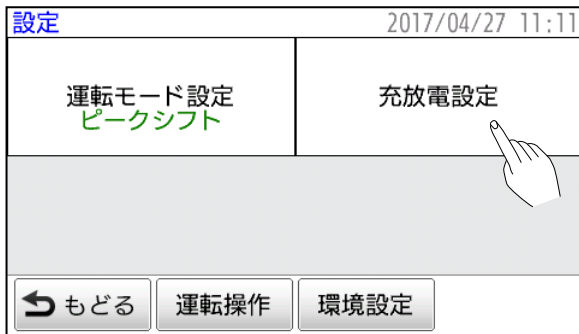 設定 2017/04/27 11:11
運転モード設定
ピークシフト
充放電設定
もどる 運転操作 環境設定